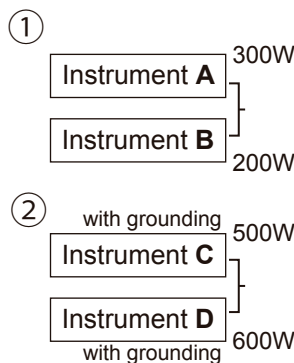 ①
300W
Instrument A
Instrument B
200W
②
with grounding
500W
Instrument C
Instrument D
600W
with grounding